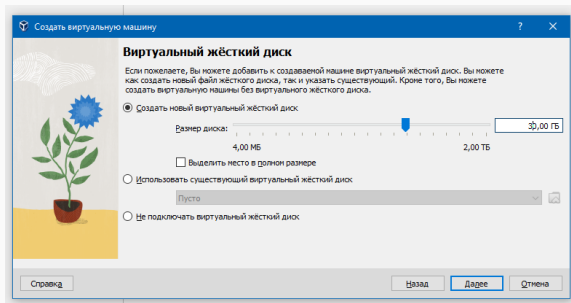 Создать виртуальную машину
Виртуальный жёсткий диск
Если пожелаете, Вы можете добавить к создаваемой машине виртуальный жёсткий диск. Вы можете
как создать новый файл жёсткого диска, так и указать существующий. Кроме того, Вы можете
создать виртуальную машину без виртуального жёсткого диска.
Создать новый виртуальный жёсткий диск
Размер диска:
30,00 ГБ
4,00 МБ
2,00 ТБ
Выделить место в полном размере
Использовать существующий виртуальный жёсткий диск
Пусто
Не подключать виртуальный жёсткий диск
Справка
Назад
Далее
Отмена